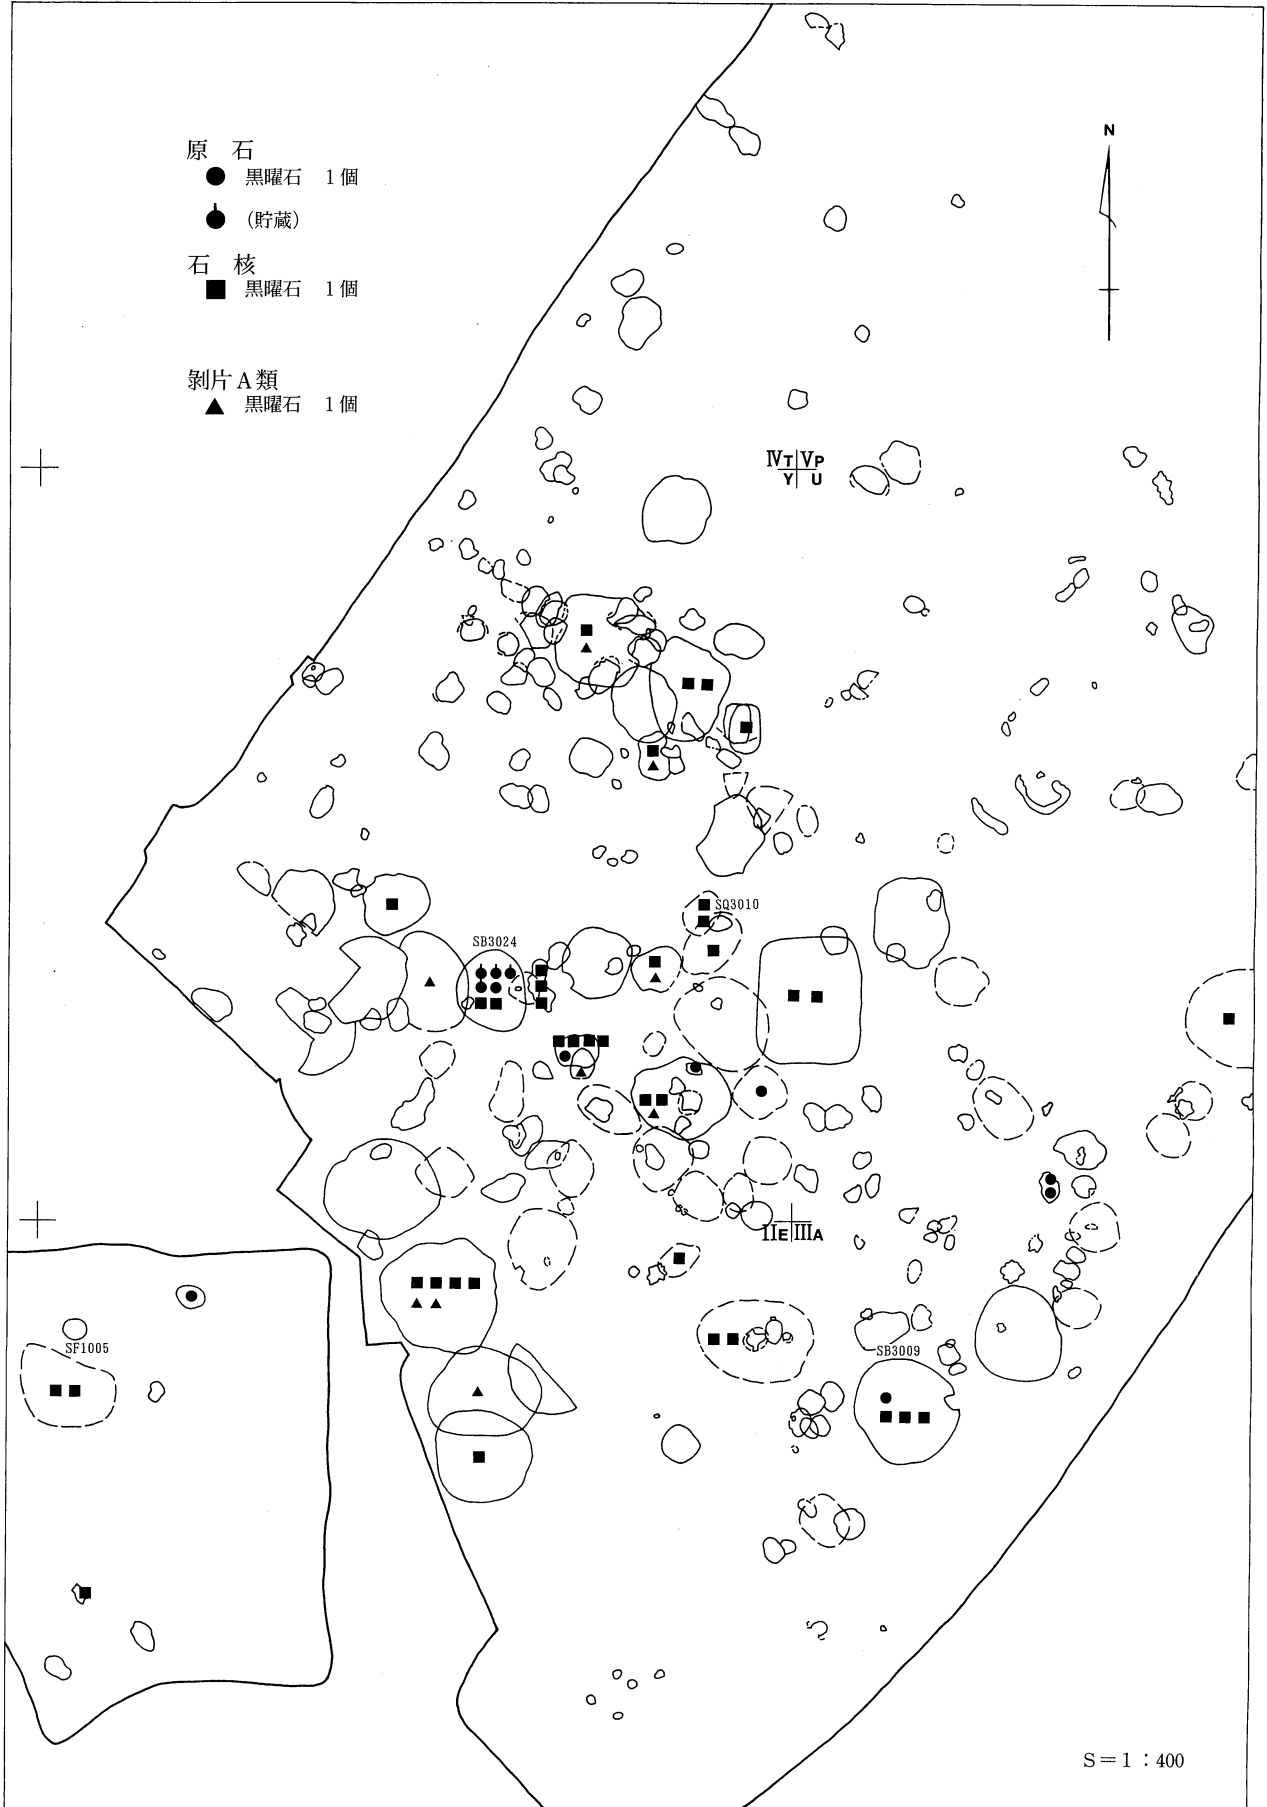 原 石
黒曜石 1個
(貯蔵)
石 核
黒曜石 1個
剝片A類
黒曜石 1個
N
ⅣT ⅤP
Y U
SQ3010
SB3024
ⅡE ⅢA
SF1005
SB3009
S=1:400